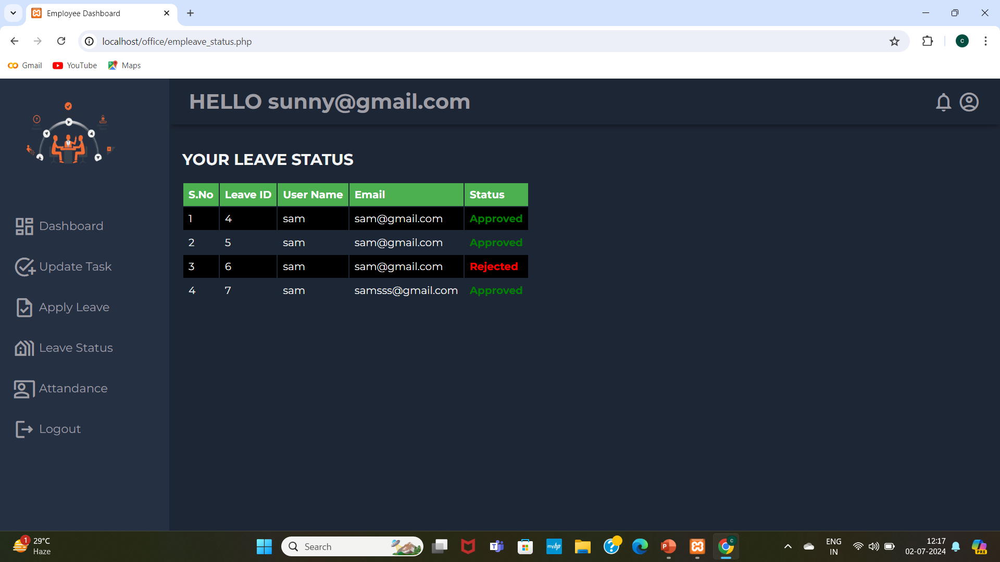 Employee Dashboard
localhost/office/empleave_status.php
C
Gmail YouTube Maps
HELLO sunny@gmail.com
YOUR LEAVE STATUS
S.No Leave ID User Name Email Status
1 4 sam sam@gmail.com Approved
2 5 sam sam@gmail.com Approved
3 6 sam sam@gmail.com Rejected
4 7 sam samsss@gmail.com Approved
Dashboard
Update Task
Apply Leave
Leave Status
Attandance
Logout
1
29°C
Haze
Search
myhp
P
C
ENG
IN
12:17
02-07-2024
PRE